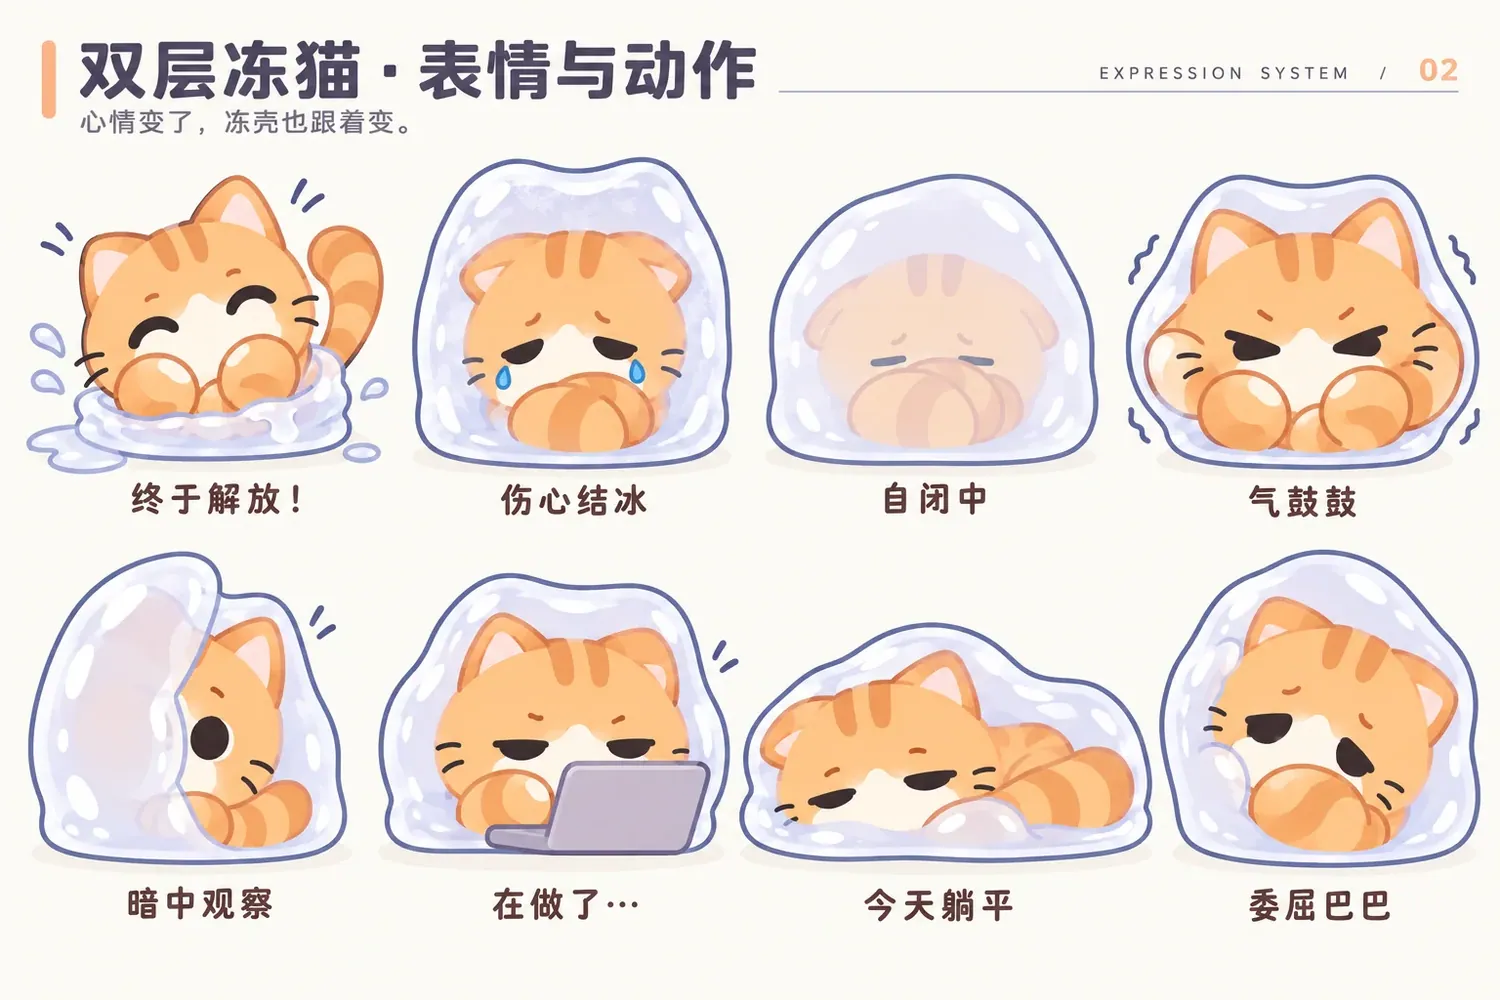 双层冻猫·表情与动作
EXPRESSION SYSTEM / 02
心情变了，冻壳也跟着变。
终于解放！
伤心结冰
自闭中
气鼓鼓
暗中观察
在做了…
今天躺平
委屈巴巴